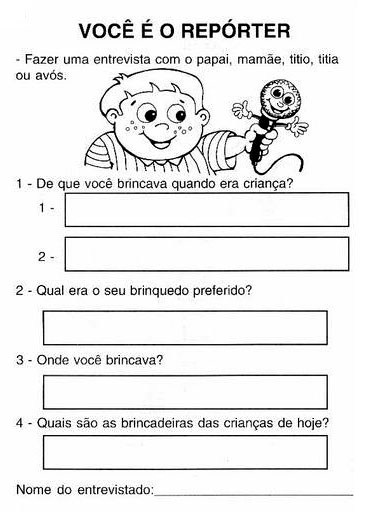 VOCÊ É O REPÓRTER
- Fazer uma entrevista com o papai, mamãe, titio, titia
ou avós.
1 - De que você brincava quando era criança?
1 -
2 -
2 - Qual era o seu brinquedo preferido?
3 - Onde você brincava?
4 - Quais são as brincadeiras das crianças de hoje?
Nome do entrevistado: